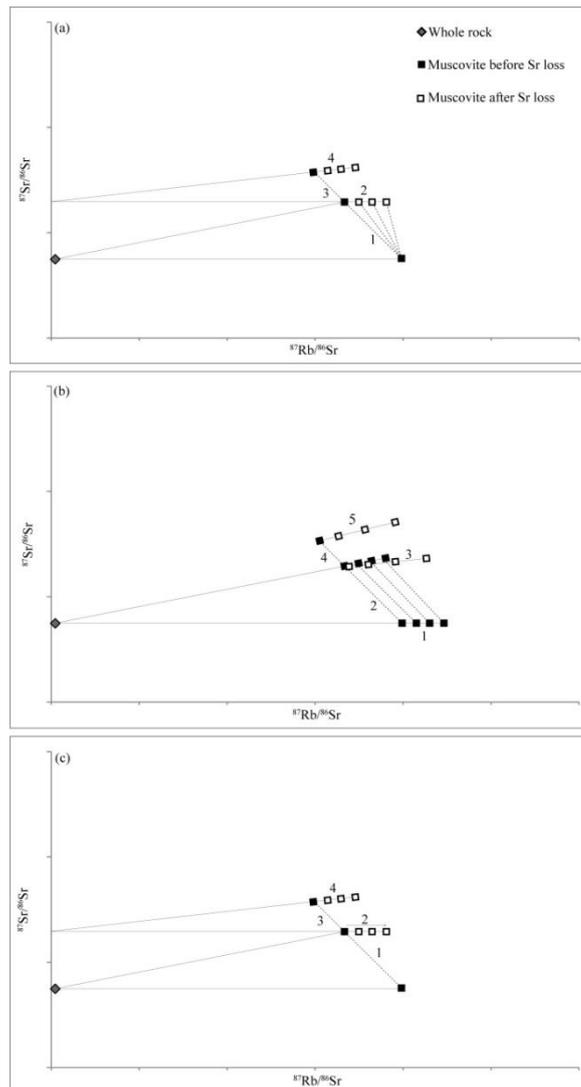 (a)
Whole rock
Muscovite before Sr loss
Muscovite after Sr loss
4
3
2
1
⁸⁷Sr/⁸⁶Sr
⁸⁷Rb/⁸⁶Sr
(b)
5
4
3
2
1
⁸⁷Sr/⁸⁶Sr
⁸⁷Rb/⁸⁶Sr
(c)
4
3
2
1
⁸⁷Sr/⁸⁶Sr
⁸⁷Rb/⁸⁶Sr